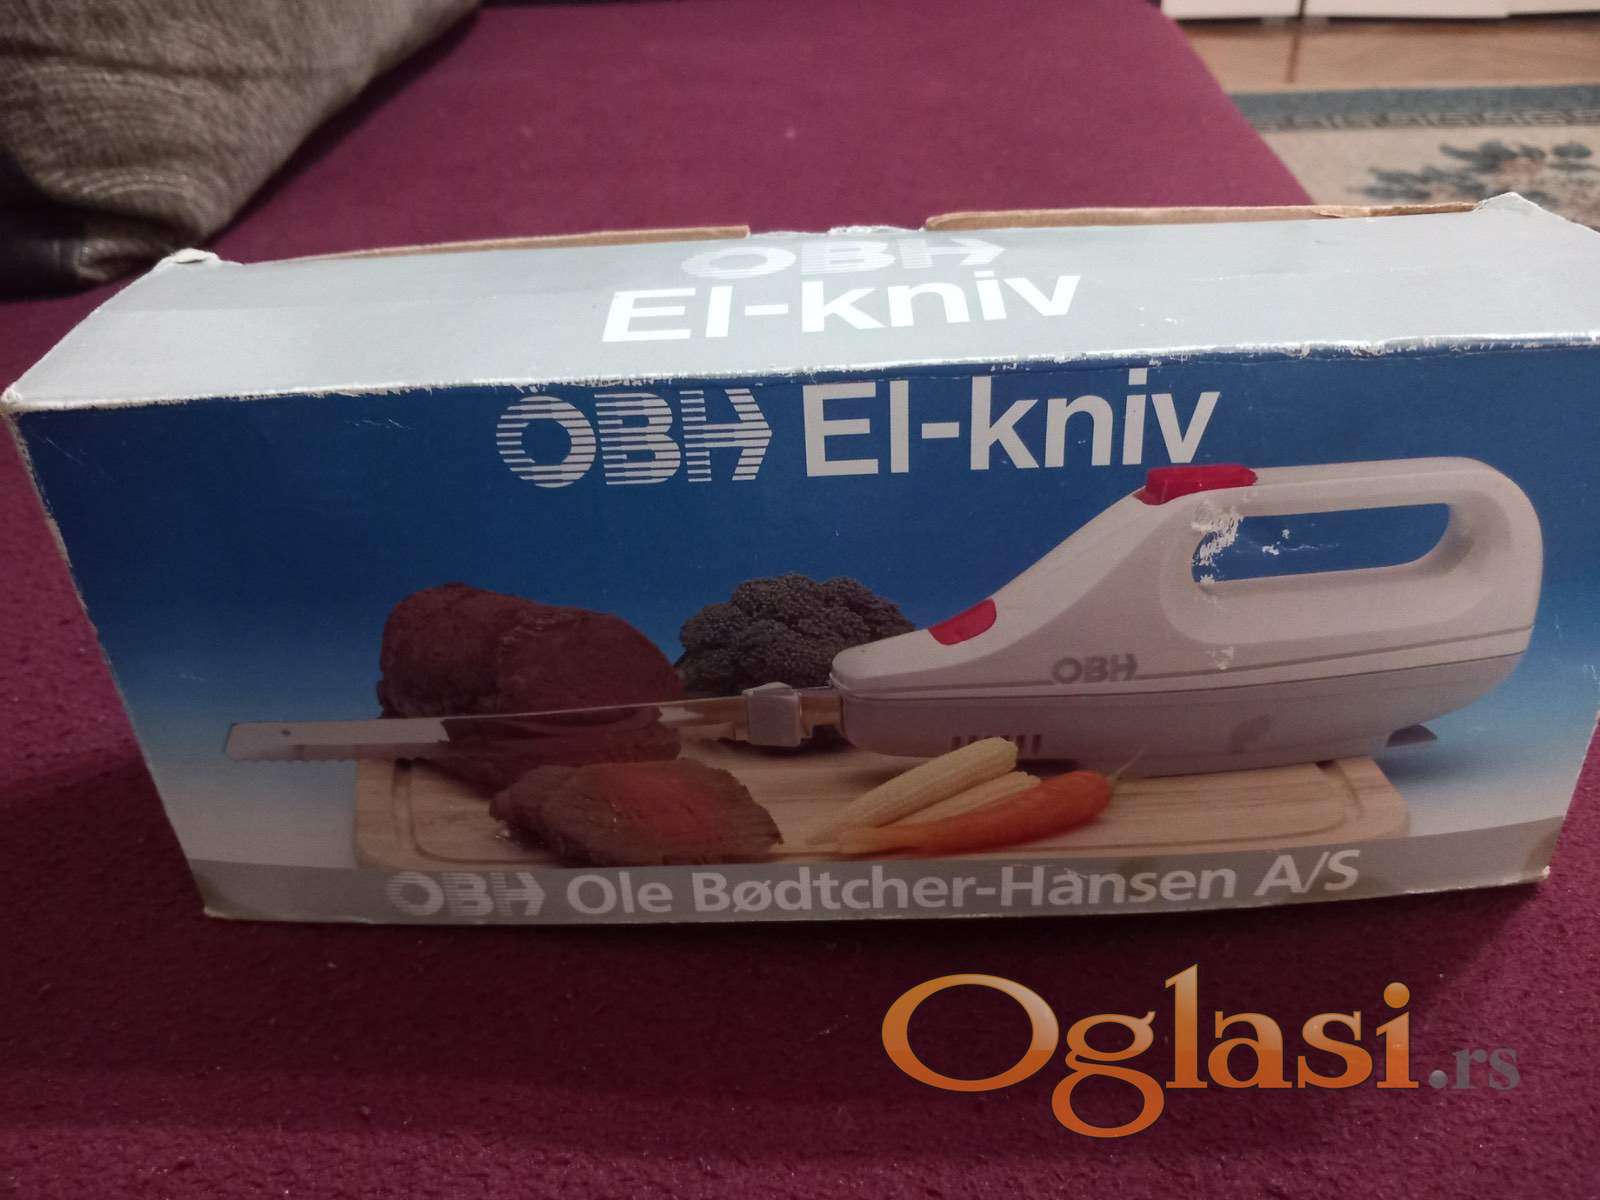 OBH
El-kniv
OBH El-kniv
OBH
OBH Ole Bødtcher-Hansen A/S
Oglasi.rs